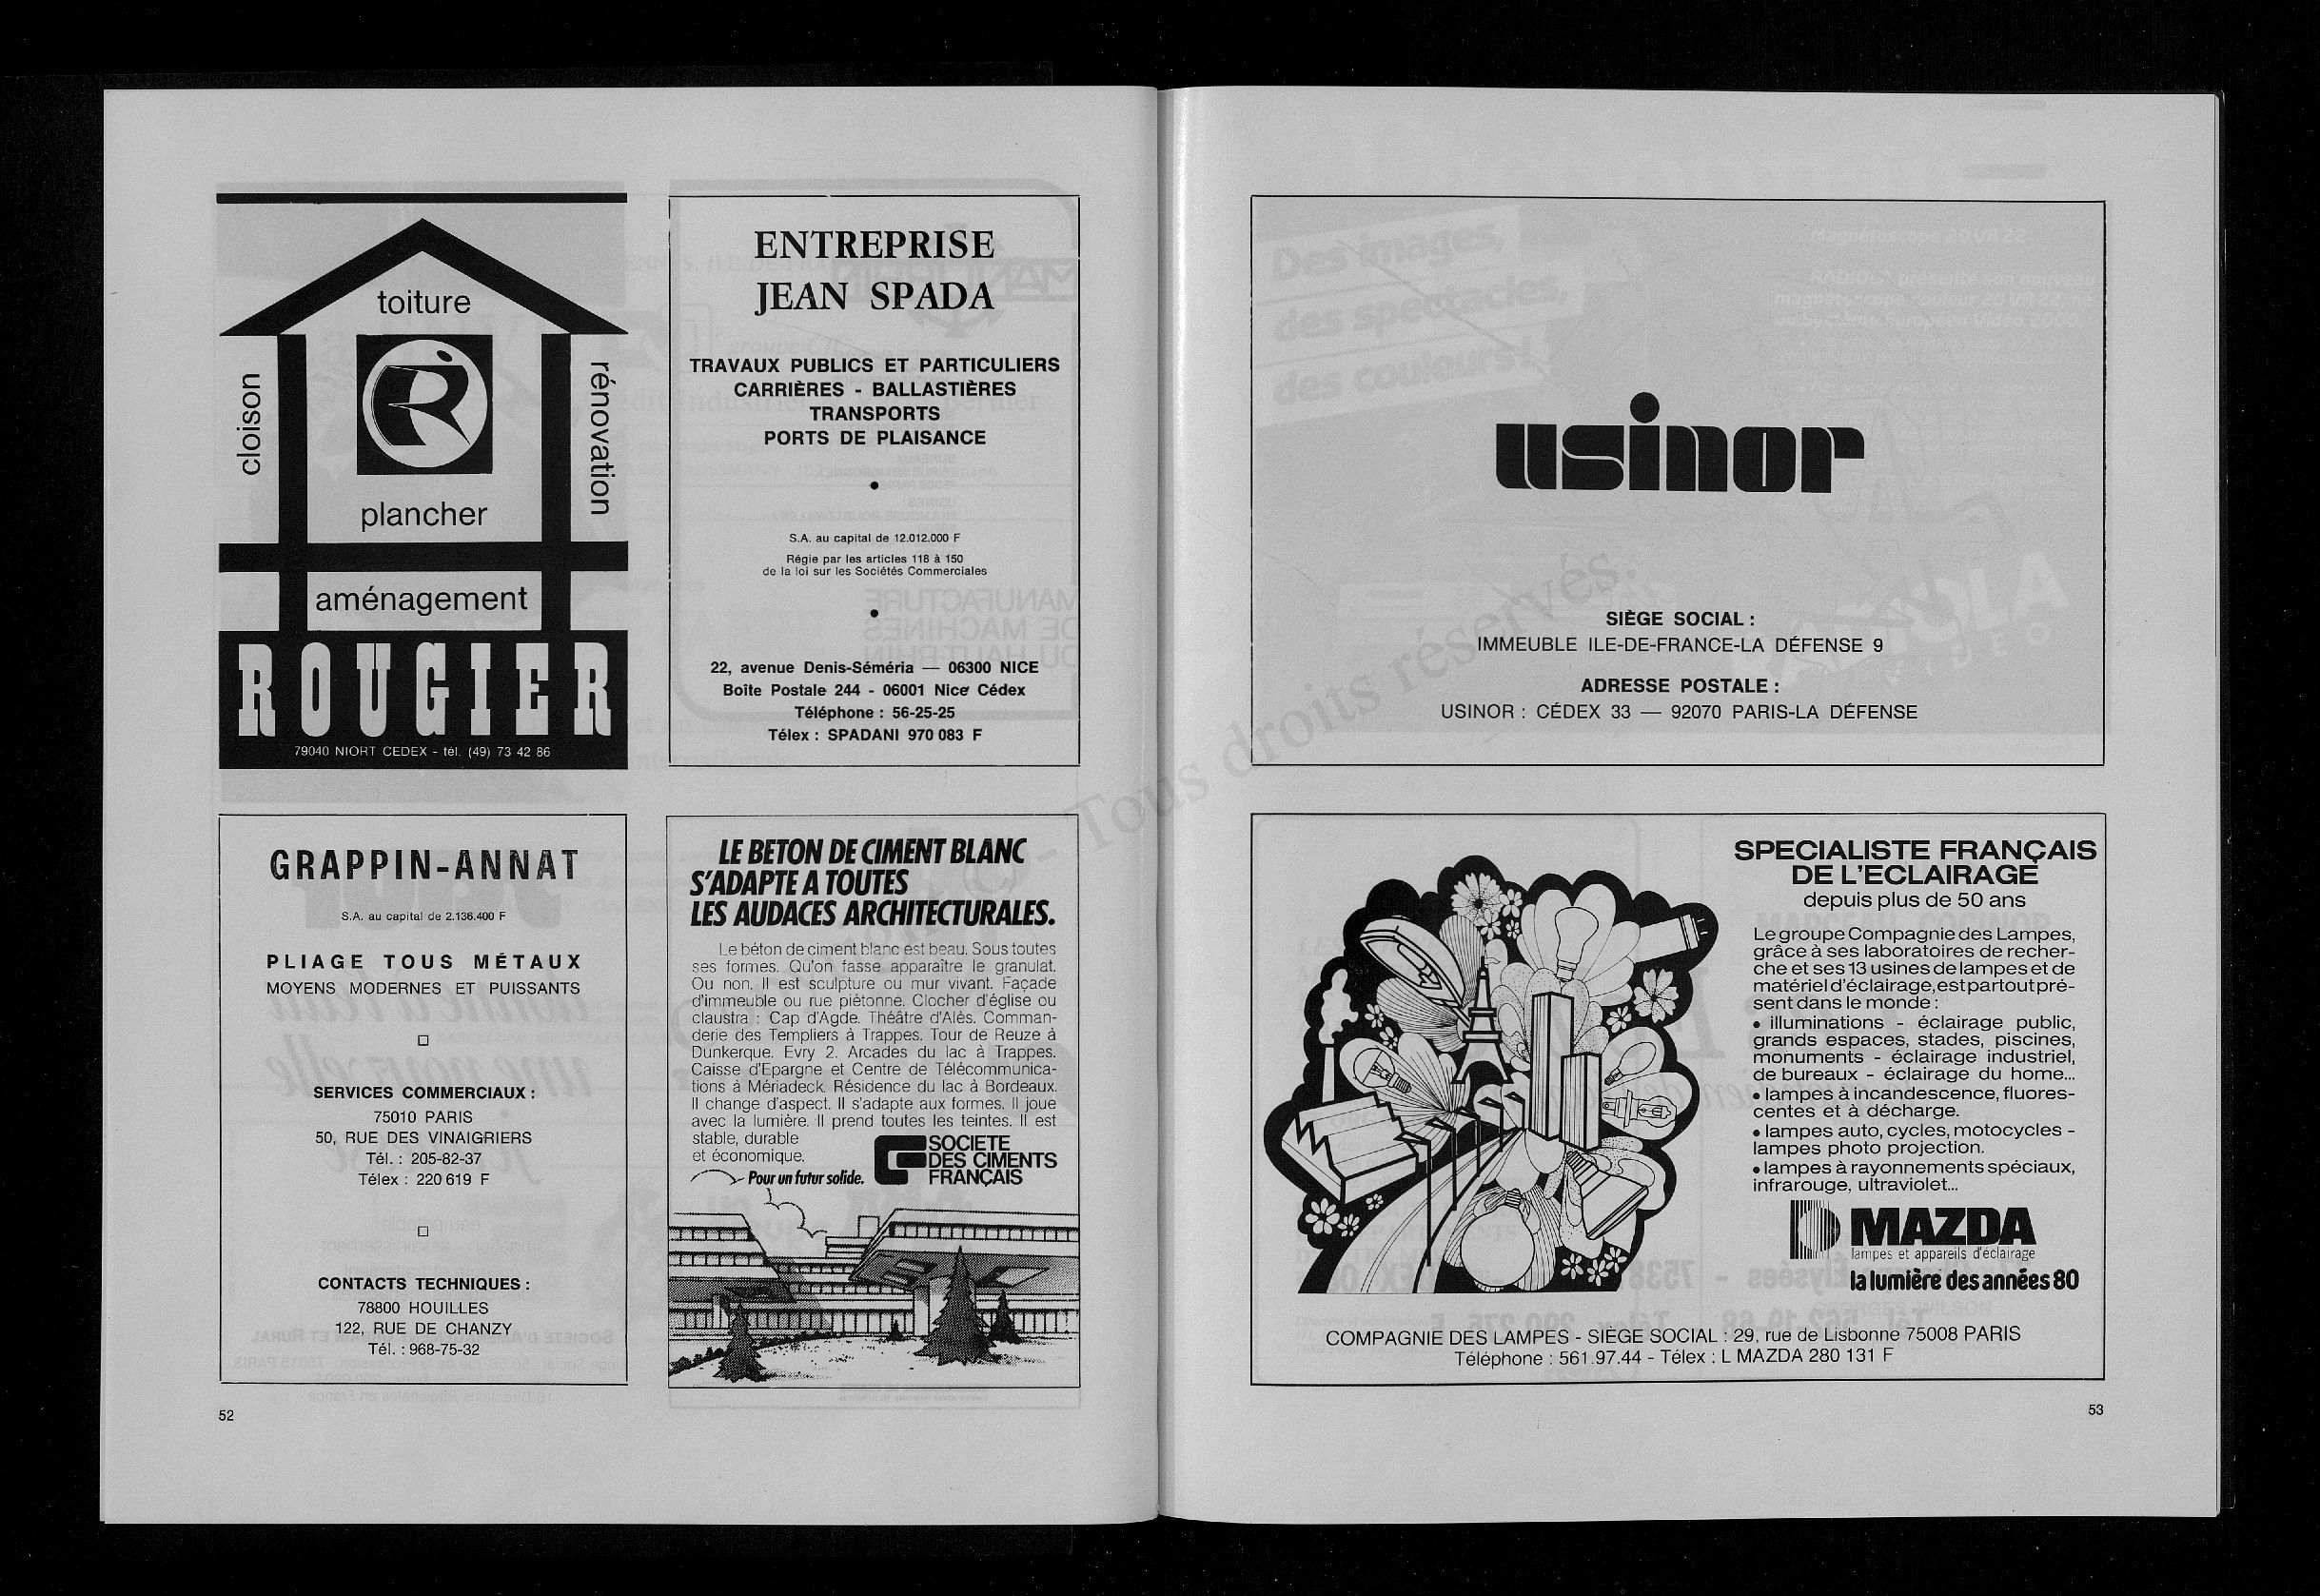 toiture
cloison
rénovation
R
plancher
aménagement
ROUGIER
79040 NIORT CEDEX - tél. (49) 73 42 86
ENTREPRISE
JEAN SPADA
TRAVAUX PUBLICS ET PARTICULIERS
CARRIÈRES - BALLASTIÈRES
TRANSPORTS
PORTS DE PLAISANCE
S.A. au capital de 12.012.000 F
Régie par les articles 118 à 150
de la loi sur les Sociétés Commerciales
22, avenue Denis-Séméria — 06300 NICE
Boîte Postale 244 - 06001 Nice Cédex
Téléphone : 56-25-25
Télex : SPADANI 970 083 F
GRAPPIN-ANNAT
S.A. au capital de 2.136.400 F
PLIAGE TOUS MÉTAUX
MOYENS MODERNES ET PUISSANTS
SERVICES COMMERCIAUX :
75010 PARIS
50, RUE DES VINAIGRIERS
Tél. : 205-82-37
Télex : 220 619 F
CONTACTS TECHNIQUES :
78800 HOUILLES
122, RUE DE CHANZY
Tél. : 968-75-32
LE BETON DE CIMENT BLANC
S'ADAPTE A TOUTES
LES AUDACES ARCHITECTURALES.
Le béton de ciment blanc est beau. Sous toutes
ses formes. Qu'on fasse apparaître le granulat.
Ou non. Il est sculpture ou mur vivant. Façade
d'immeuble ou rue piétonne. Clocher d'église ou
claustra : Cap d'Agde. Théâtre d'Alès. Comman-
derie des Templiers à Trappes. Tour de Reuze à
Dunkerque. Evry 2. Arcades du lac à Trappes.
Caisse d'Epargne et Centre de Télécommunica-
tions à Mériadeck. Résidence du lac à Bordeaux.
Il change d'aspect. Il s'adapte aux formes. Il joue
avec la lumière. Il prend toutes les teintes. Il est
stable, durable
et économique.
Pour un futur solide.
SOCIETE
DES CIMENTS
FRANÇAIS
52
usinor
SIÈGE SOCIAL :
IMMEUBLE ILE-DE-FRANCE-LA DÉFENSE 9
ADRESSE POSTALE :
USINOR : CÉDEX 33 — 92070 PARIS-LA DÉFENSE
SPECIALISTE FRANÇAIS
DE L'ECLAIRAGE
depuis plus de 50 ans
Le groupe Compagnie des Lampes,
grâce à ses laboratoires de recher-
che et ses 13 usines de lampes et de
matériel d'éclairage, est partout pré-
sent dans le monde :
• illuminations - éclairage public,
grands espaces, stades, piscines,
monuments - éclairage industriel,
de bureaux - éclairage du home...
• lampes à incandescence, fluores-
centes et à décharge.
• lampes auto, cycles, motocycles -
lampes photo projection.
• lampes à rayonnements spéciaux,
infrarouge, ultraviolet...
MAZDA
lampes et appareils d'éclairage
la lumière des années 80
COMPAGNIE DES LAMPES - SIÈGE SOCIAL : 29, rue de Lisbonne 75008 PARIS
Téléphone : 561.97.44 - Télex : L MAZDA 280 131 F
53
- Tous droits réservés.